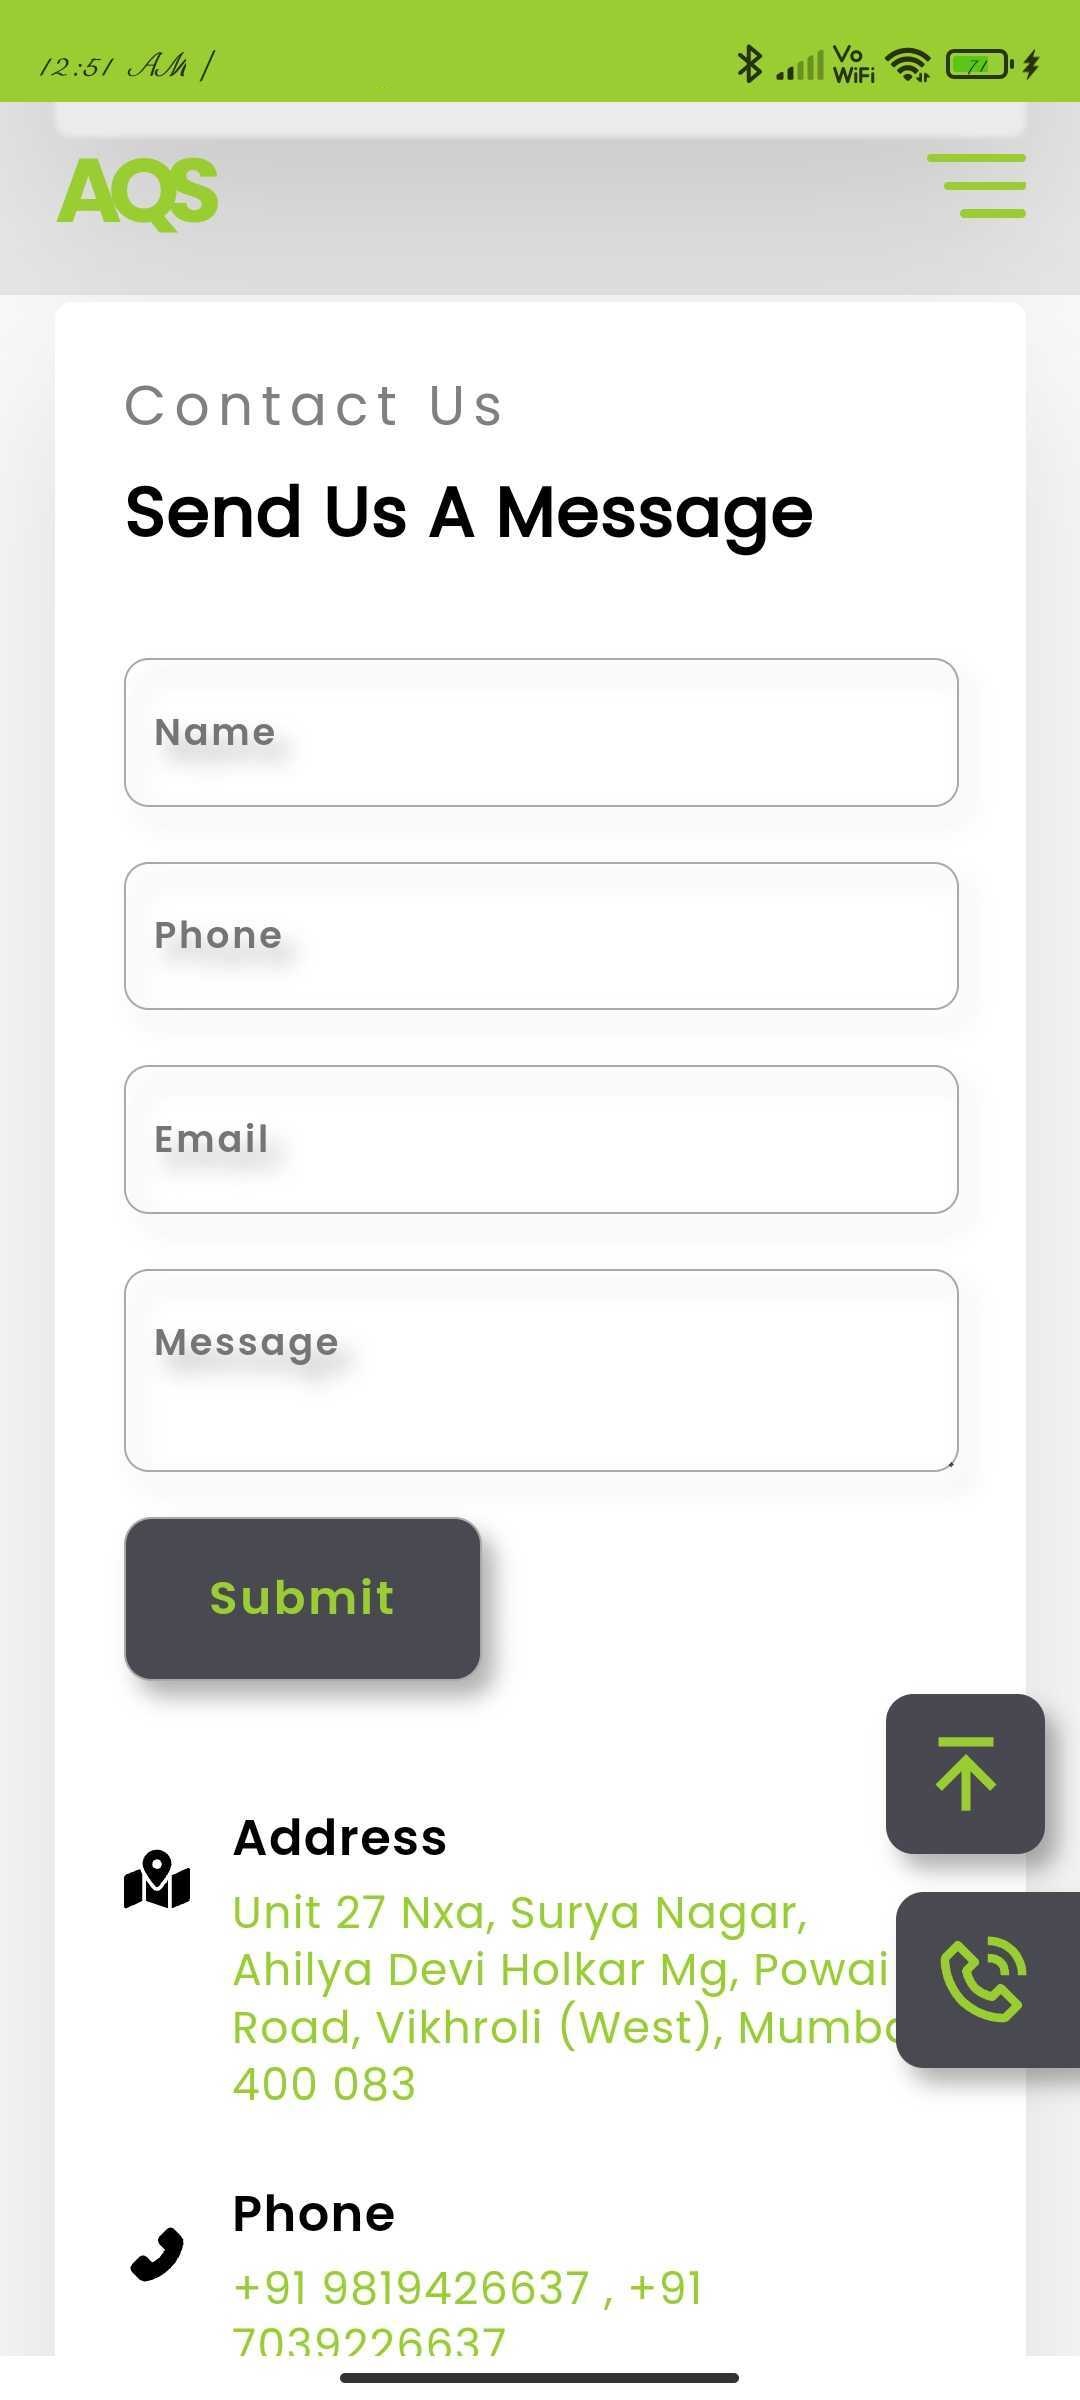 12:51 AM |
Vo
WiFi
71
AQS
Contact Us
Send Us A Message
Name
Phone
Email
Message
Submit
Address
Unit 27 Nxa, Surya Nagar,
Ahilya Devi Holkar Mg, Powai
Road, Vikhroli (West),
400 083
Phone
+91 9819426637 , +91
7039226637